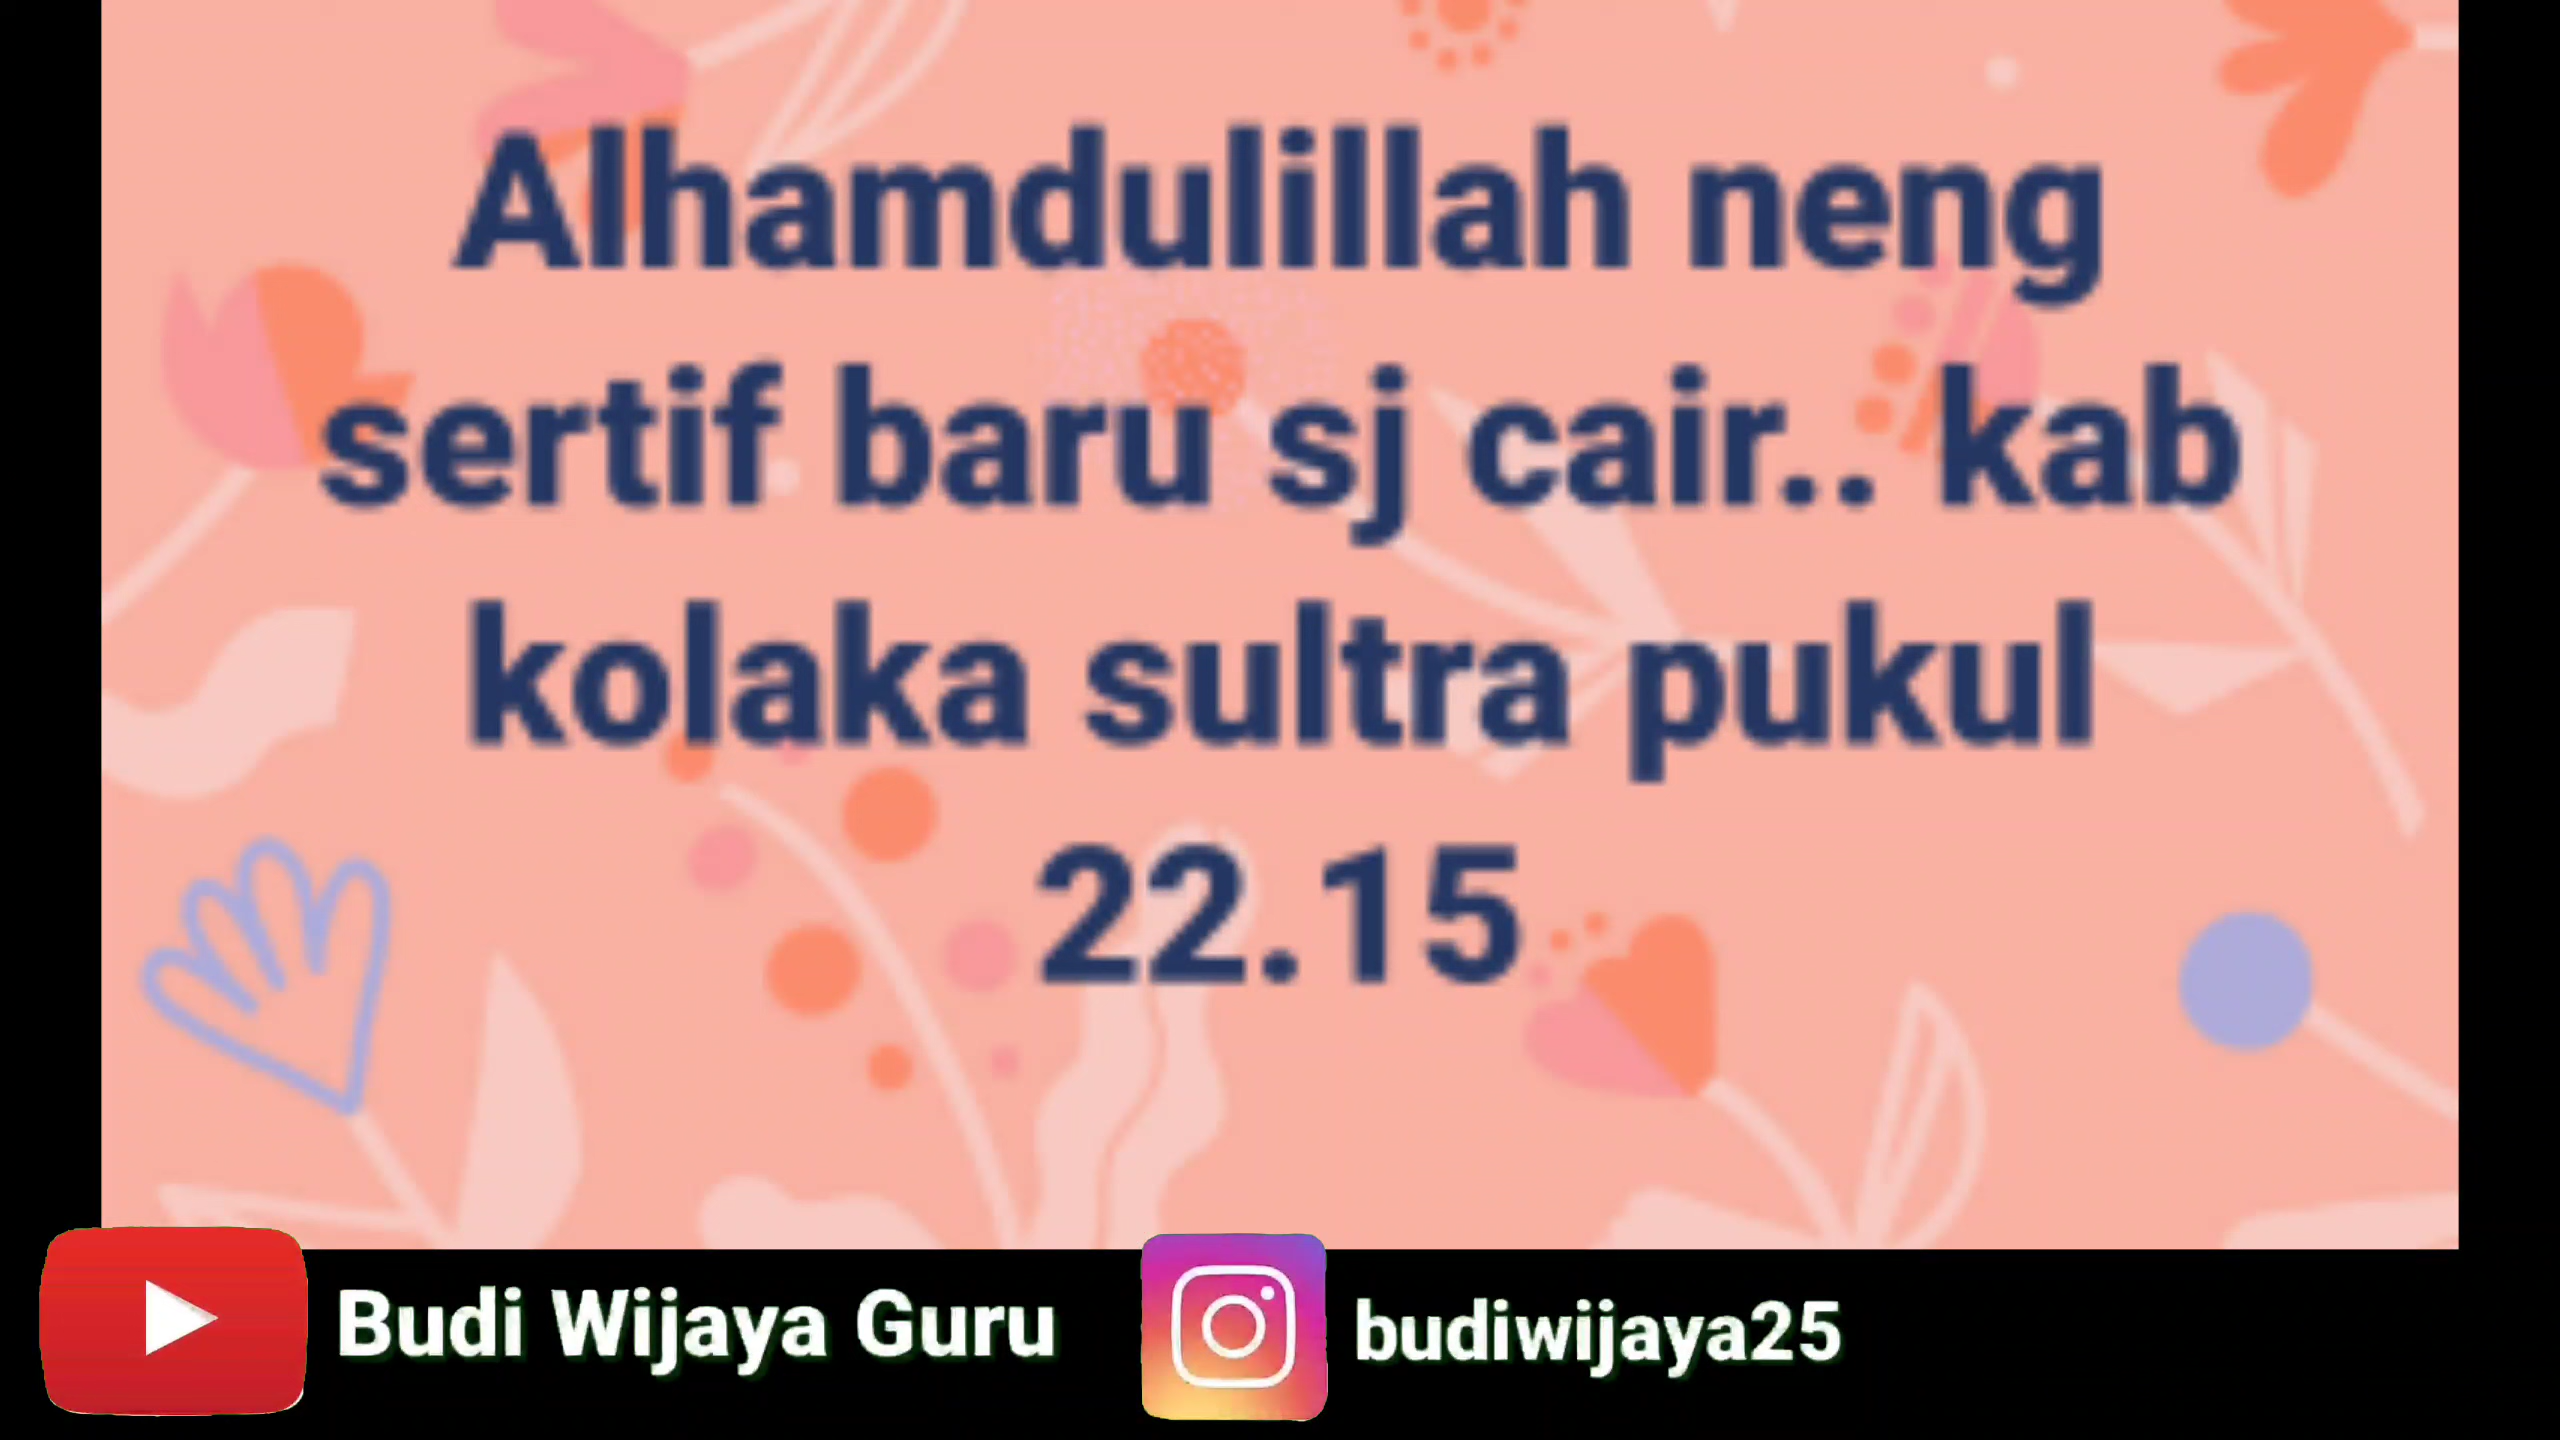 Alhamdulillah neng
sertif baru sj cair.. kab
kolaka sultra pukul
22.15
Budi Wijaya Guru
budiwijaya25